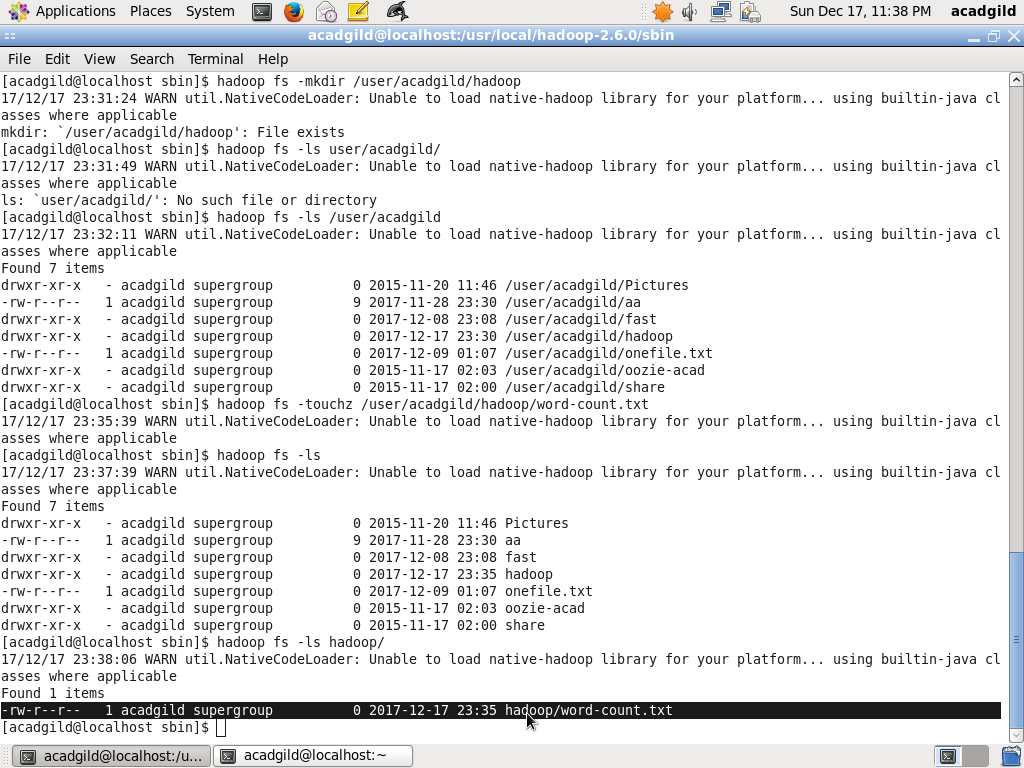 Applications Places System Sun Dec 17, 11:38 PM acadgild
acadgild@localhost:/usr/local/hadoop-2.6.0/sbin
File Edit View Search Terminal Help
[acadgild@localhost sbin]$ hadoop fs -mkdir /user/acadgild/hadoop
17/12/17 23:31:24 WARN util.NativeCodeLoader: Unable to load native-hadoop library for your platform... using builtin-java cl
asses where applicable
mkdir: `/user/acadgild/hadoop': File exists
[acadgild@localhost sbin]$ hadoop fs -ls user/acadgild/
17/12/17 23:31:49 WARN util.NativeCodeLoader: Unable to load native-hadoop library for your platform... using builtin-java cl
asses where applicable
ls: `user/acadgild/': No such file or directory
[acadgild@localhost sbin]$ hadoop fs -ls /user/acadgild
17/12/17 23:32:11 WARN util.NativeCodeLoader: Unable to load native-hadoop library for your platform... using builtin-java cl
asses where applicable
Found 7 items
drwxr-xr-x   - acadgild supergroup          0 2015-11-20 11:46 /user/acadgild/Pictures
-rw-r--r--   1 acadgild supergroup          9 2017-11-28 23:30 /user/acadgild/aa
drwxr-xr-x   - acadgild supergroup          0 2017-12-08 23:08 /user/acadgild/fast
drwxr-xr-x   - acadgild supergroup          0 2017-12-17 23:30 /user/acadgild/hadoop
-rw-r--r--   1 acadgild supergroup          0 2017-12-09 01:07 /user/acadgild/onefile.txt
drwxr-xr-x   - acadgild supergroup          0 2015-11-17 02:03 /user/acadgild/oozie-acad
drwxr-xr-x   - acadgild supergroup          0 2015-11-17 02:00 /user/acadgild/share
[acadgild@localhost sbin]$ hadoop fs -touchz /user/acadgild/hadoop/word-count.txt
17/12/17 23:35:39 WARN util.NativeCodeLoader: Unable to load native-hadoop library for your platform... using builtin-java cl
asses where applicable
[acadgild@localhost sbin]$ hadoop fs -ls
17/12/17 23:37:39 WARN util.NativeCodeLoader: Unable to load native-hadoop library for your platform... using builtin-java cl
asses where applicable
Found 7 items
drwxr-xr-x   - acadgild supergroup          0 2015-11-20 11:46 Pictures
-rw-r--r--   1 acadgild supergroup          9 2017-11-28 23:30 aa
drwxr-xr-x   - acadgild supergroup          0 2017-12-08 23:08 fast
drwxr-xr-x   - acadgild supergroup          0 2017-12-17 23:35 hadoop
-rw-r--r--   1 acadgild supergroup          0 2017-12-09 01:07 onefile.txt
drwxr-xr-x   - acadgild supergroup          0 2015-11-17 02:03 oozie-acad
drwxr-xr-x   - acadgild supergroup          0 2015-11-17 02:00 share
[acadgild@localhost sbin]$ hadoop fs -ls hadoop/
17/12/17 23:38:06 WARN util.NativeCodeLoader: Unable to load native-hadoop library for your platform... using builtin-java cl
asses where applicable
Found 1 items
-rw-r--r--   1 acadgild supergroup          0 2017-12-17 23:35 hadoop/word-count.txt
[acadgild@localhost sbin]$
acadgild@localhost:/u... acadgild@localhost:~